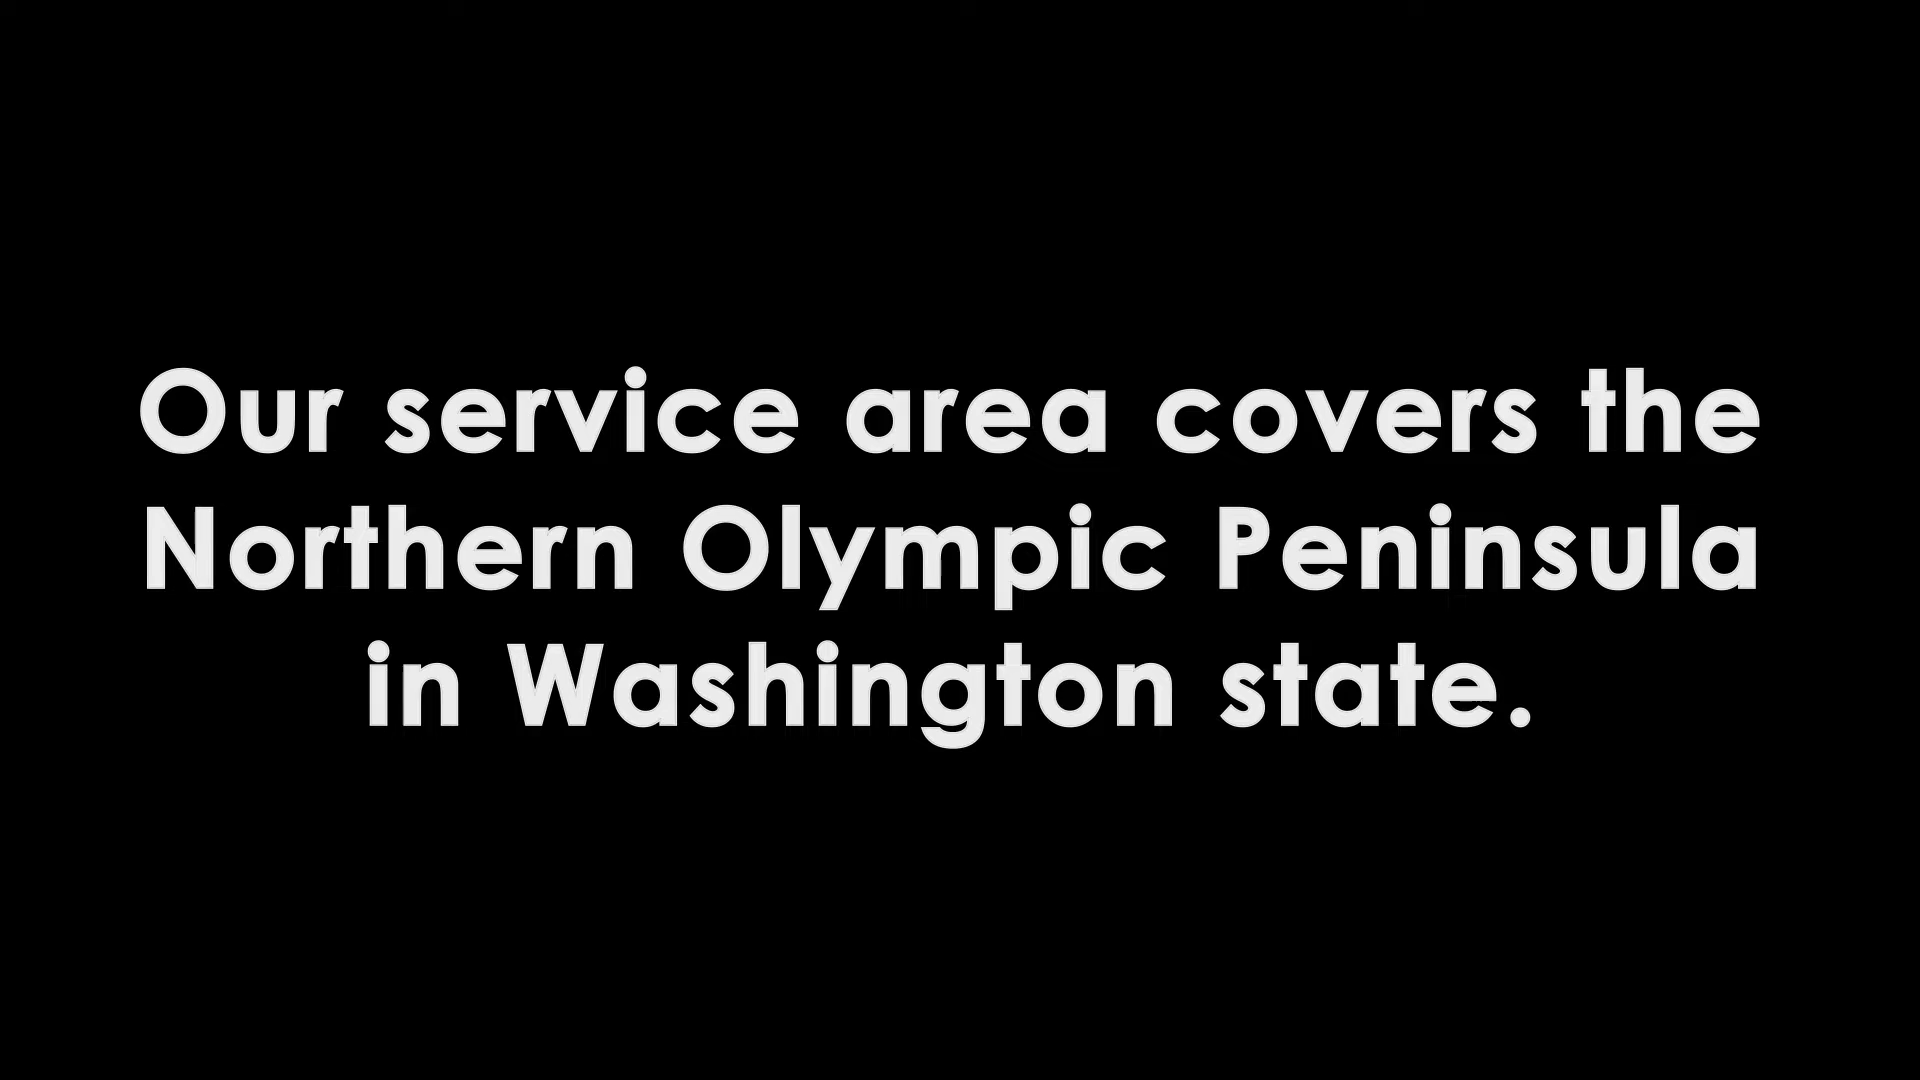 Our service area covers the
Northern Olympic Peninsula
in Washington state.